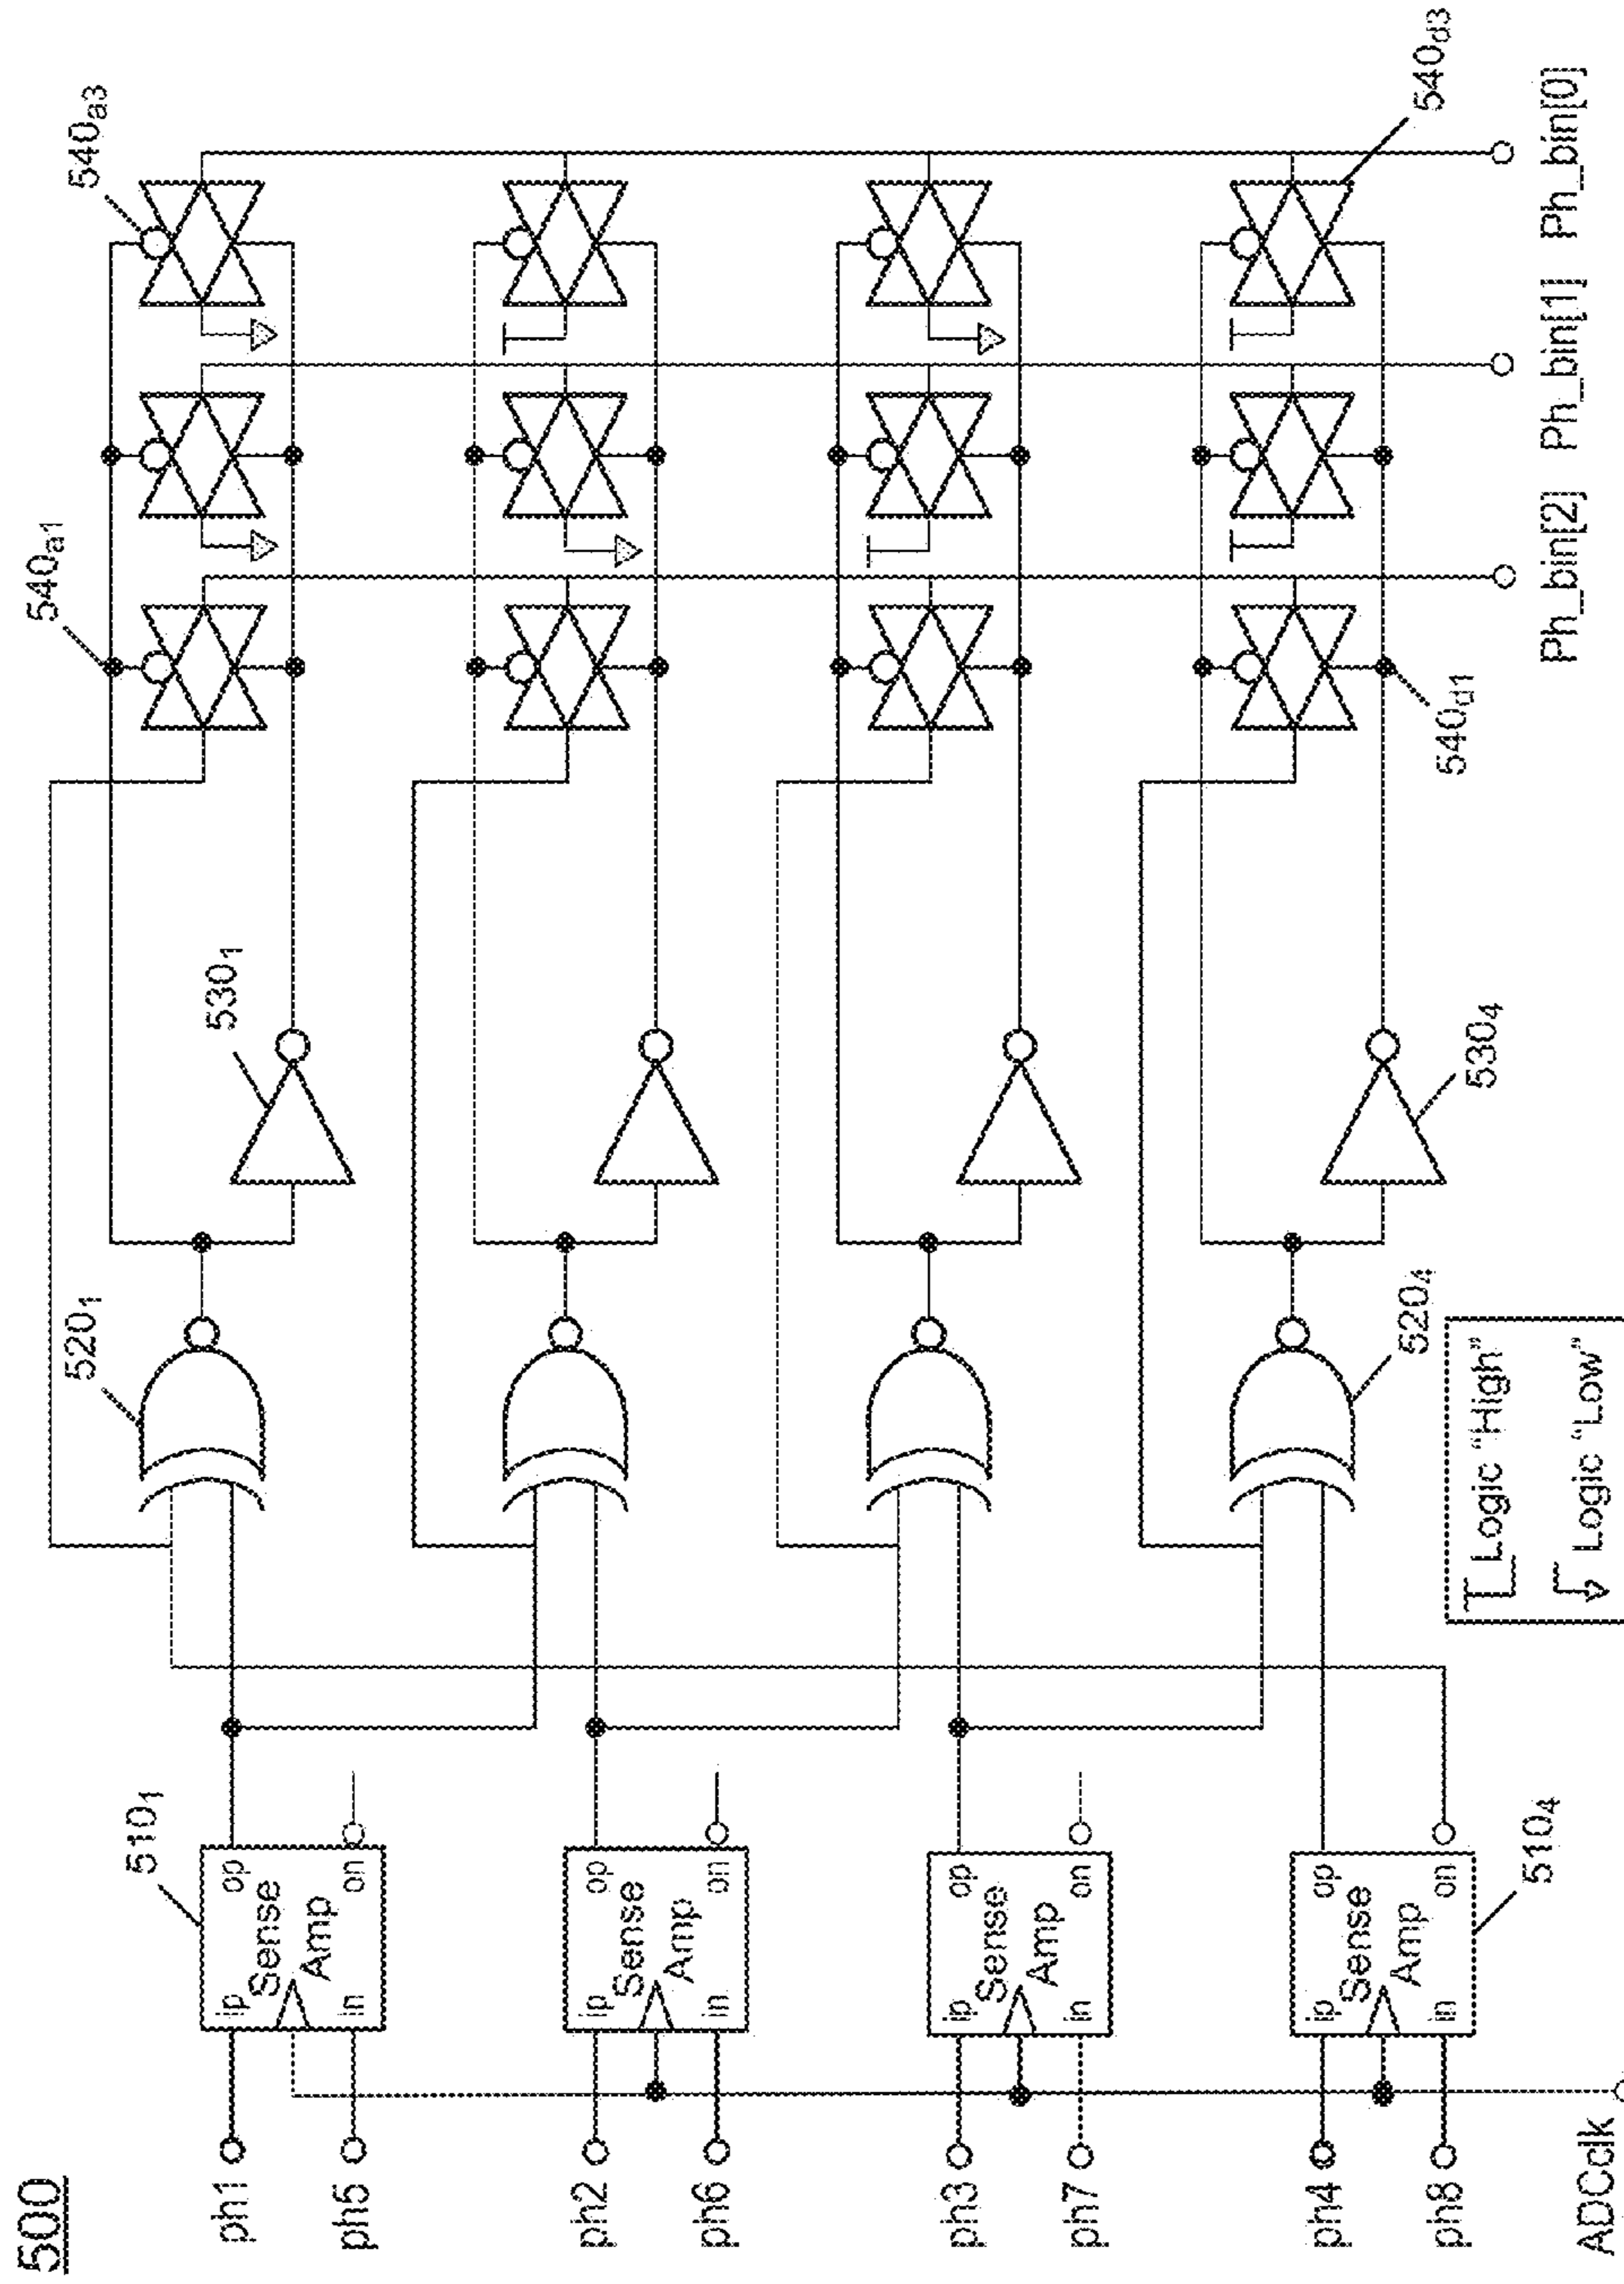 500
ph1
ph5
ph2
ph6
ph3
ph7
ph4
ph8
ADCclk
510₁
ip op
Sense
Amp
in on
ip op
Sense
Amp
in on
ip op
Sense
Amp
in on
ip op
Sense
Amp
in on
510₄
520₁
520₄
530₁
530₄
540a1
540a3
540d1
540d3
Logic “High”
Logic “Low”
Ph_bin[2] Ph_bin[1] Ph_bin[0]